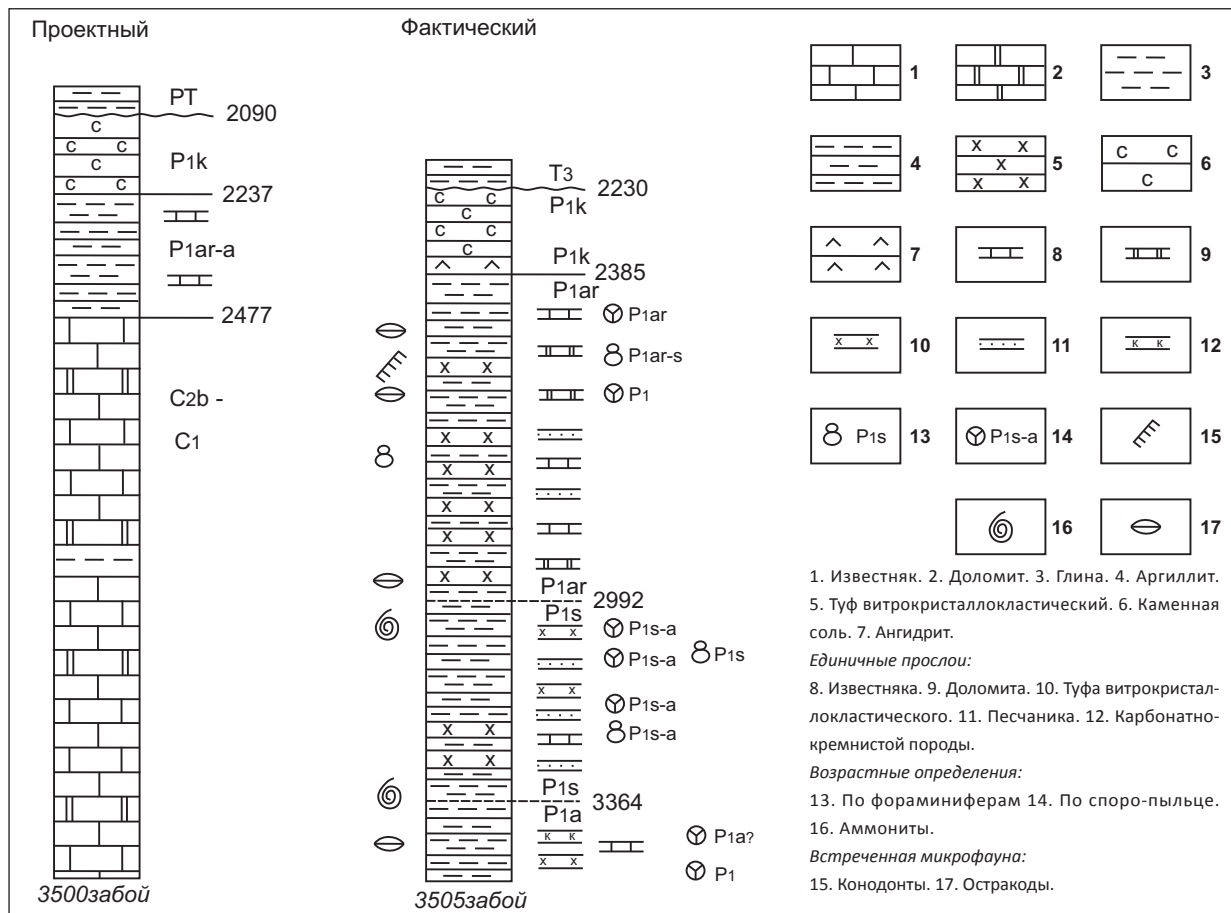 Проектный
Фактический
PT
2090
P1k
2237
P1ar-a
2477
C2b -
C1
3500забой
T3
2230
P1k
P1k
2385
P1ar
P1ar
P1ar-s
P1
P1ar
2992
P1s
P1s-a
P1s-a
P1s
P1s-a
P1s-a
P1s
3364
P1a
P1a?
P1
3505забой
c
c c
c
c c
c c
c
c c
c
x x
x x
x x
x x
x x
x x
x x
x x
x x
x x
к к
x x
1
2
3
4
x x
x
x x
5
c c
c
6
7
8
9
x x
10
11
к к
12
P1s
13
P1s-a
14
15
16
17
1. Известняк. 2. Доломит. 3. Глина. 4. Аргиллит.
5. Туф витрокристаллокластический. 6. Каменная
соль. 7. Ангидрит.
Единичные прослои:
8. Известняка. 9. Доломита. 10. Туфа витрокристал-
локластического. 11. Песчаника. 12. Карбонатно-
кремнистой породы.
Возрастные определения:
13. По фораминиферам 14. По споро-пыльце.
16. Аммониты.
Встреченная микрофауна:
15. Конодонты. 17. Остракоды.